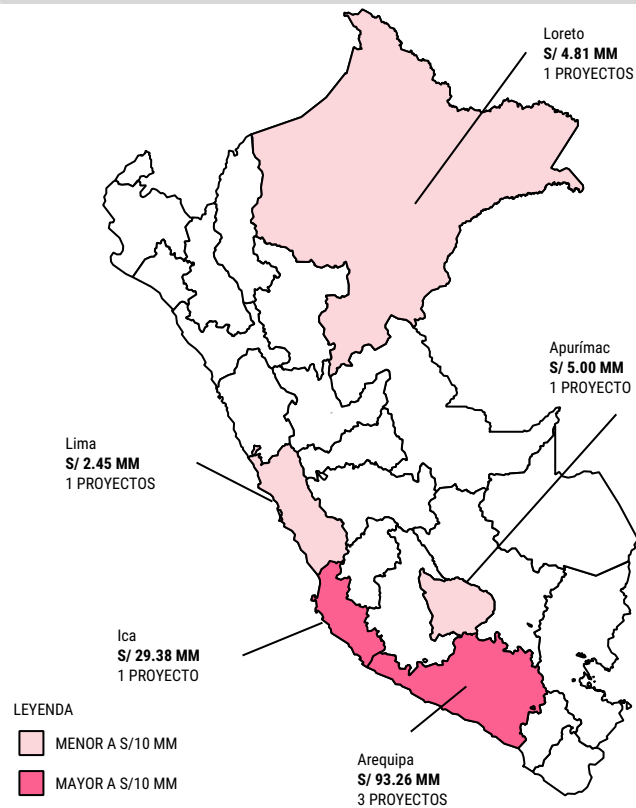 Loreto
S/ 4.81 MM
1 PROYECTOS
Apurímac
S/ 5.00 MM
1 PROYECTO
Lima
S/ 2.45 MM
1 PROYECTOS
Ica
S/ 29.38 MM
1 PROYECTO
LEYENDA
MENOR A S/10 MM
MAYOR A S/10 MM
Arequipa
S/ 93.26 MM
3 PROYECTOS